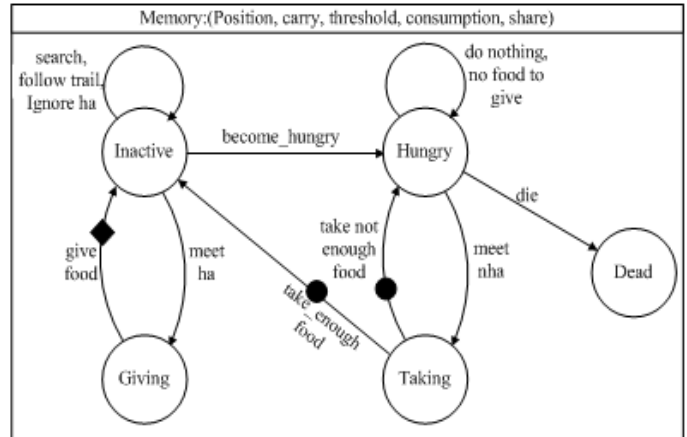 Memory:(Position, carry, threshold, consumption, share)
search,
follow trail,
Ignore ha
do nothing,
no food to
give
Inactive
become_hungry
Hungry
die
give
food
meet
ha
take_enough
food
take not
enough
food
meet
nha
Dead
Giving
Taking